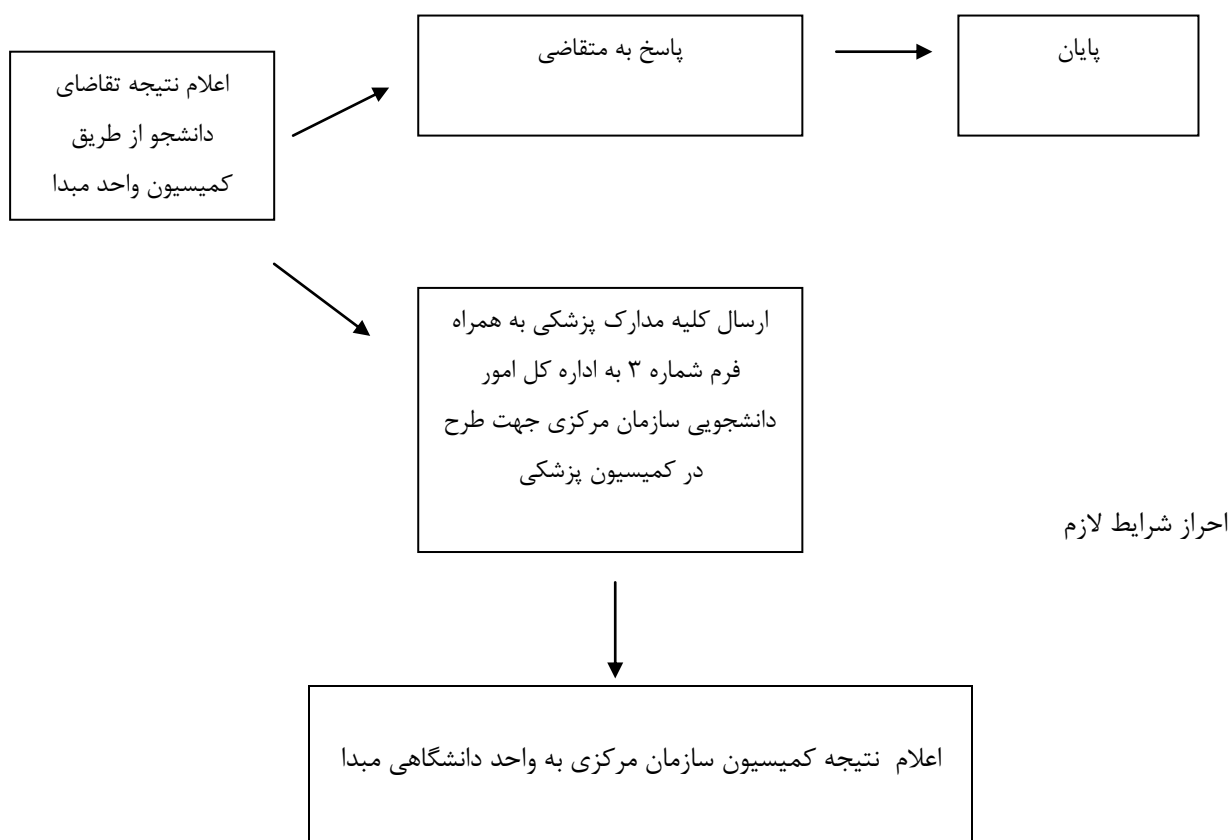 اعلام نتیجه تقاضای
دانشجو از طریق
کمیسیون واحد مبدا
پاسخ به متقاضی
پایان
ارسال کلیه مدارک پزشکی به همراه
فرم شماره ۳ به اداره کل امور
دانشجویی سازمان مرکزی جهت طرح
در کمیسیون پزشکی
احراز شرایط لازم
اعلام نتیجه کمیسیون سازمان مرکزی به واحد دانشگاهی مبدا